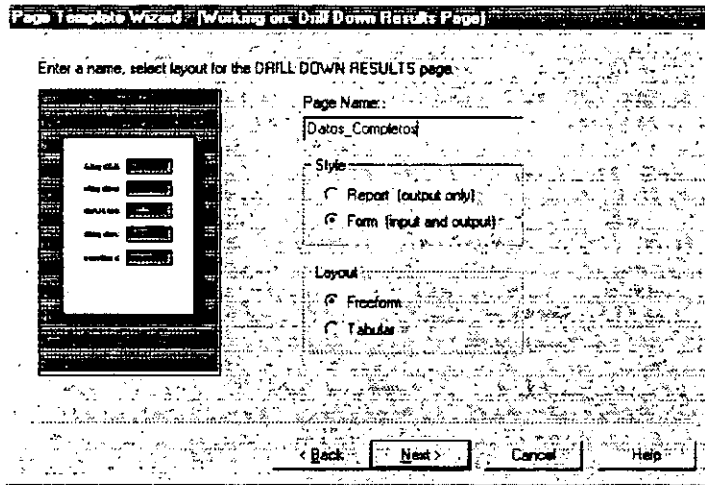 Page Template Wizard - [Working on: Drill Down Results Page]
Enter a name, select layout for the DRILL DOWN RESULTS page.
Page Name:
Datos_Completos
Style
Report (output only)
Form (input and output)
Layout
Freeform
Tabular
< Back
Next >
Cancel
Help